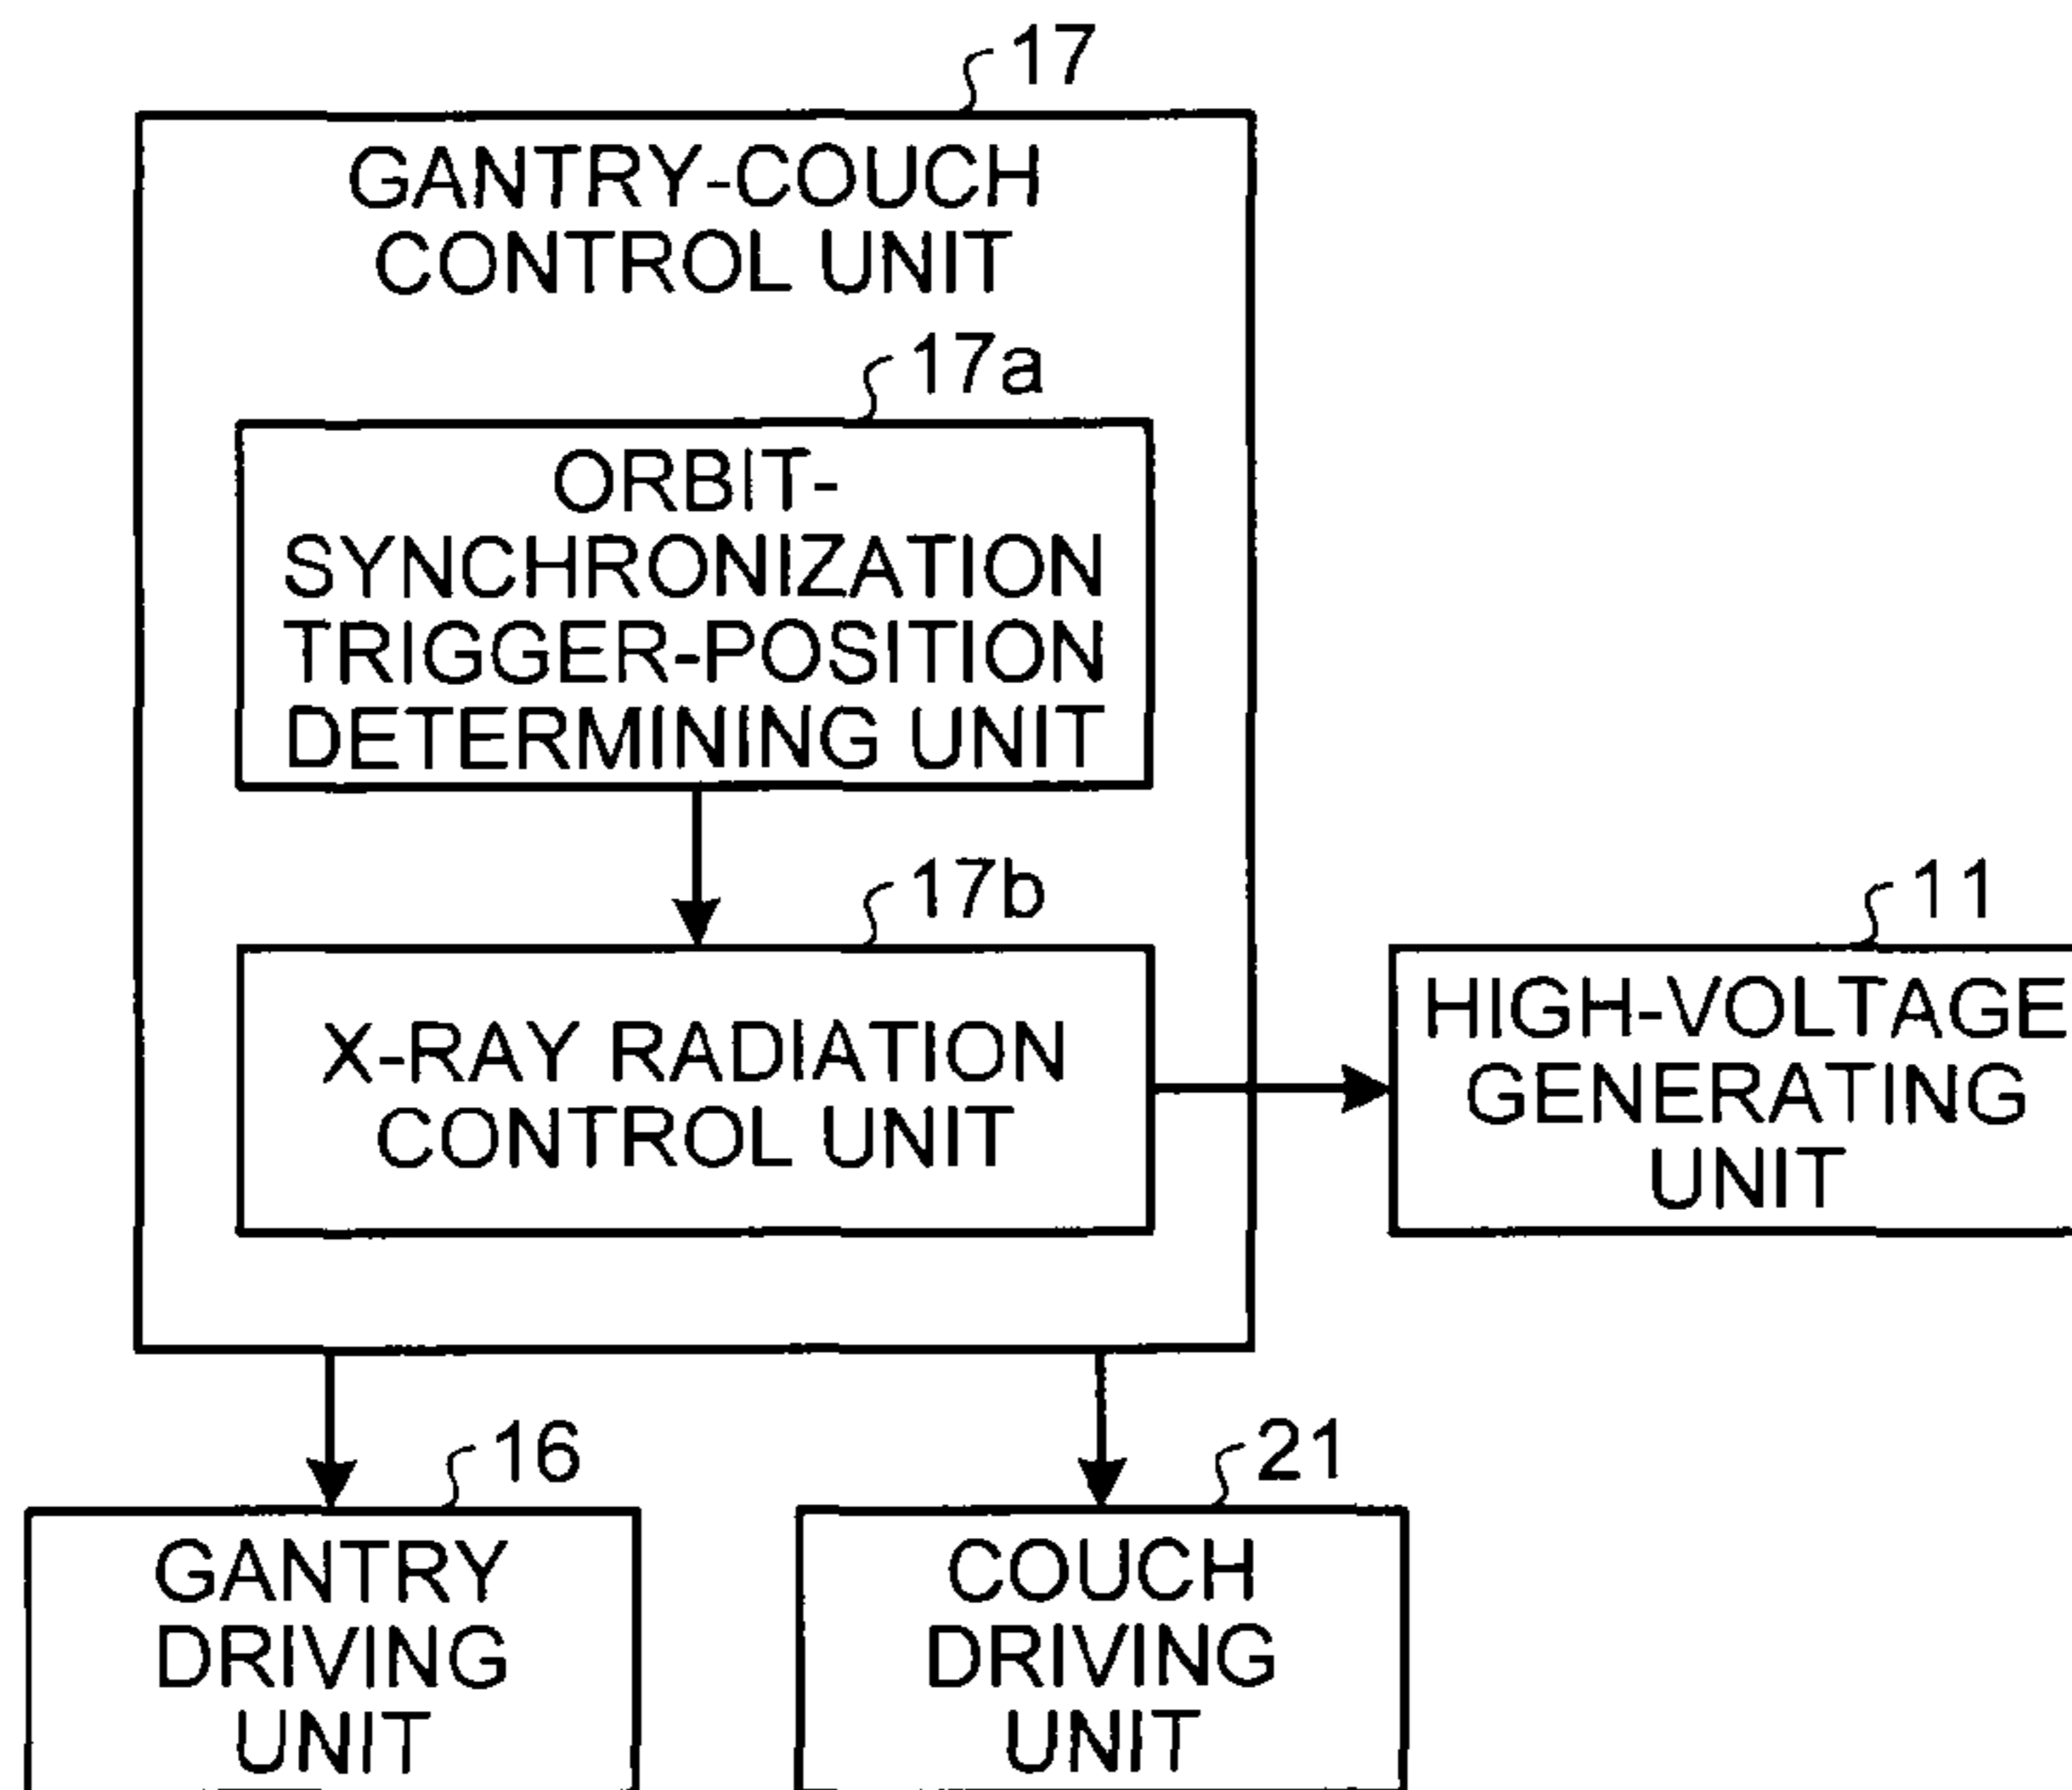 17
GANTRY-COUCH
CONTROL UNIT
17a
ORBIT-
SYNCHRONIZATION
TRIGGER-POSITION
DETERMINING UNIT
17b
X-RAY RADIATION
CONTROL UNIT
11
HIGH-VOLTAGE
GENERATING
UNIT
16
GANTRY
DRIVING
UNIT
21
COUCH
DRIVING
UNIT